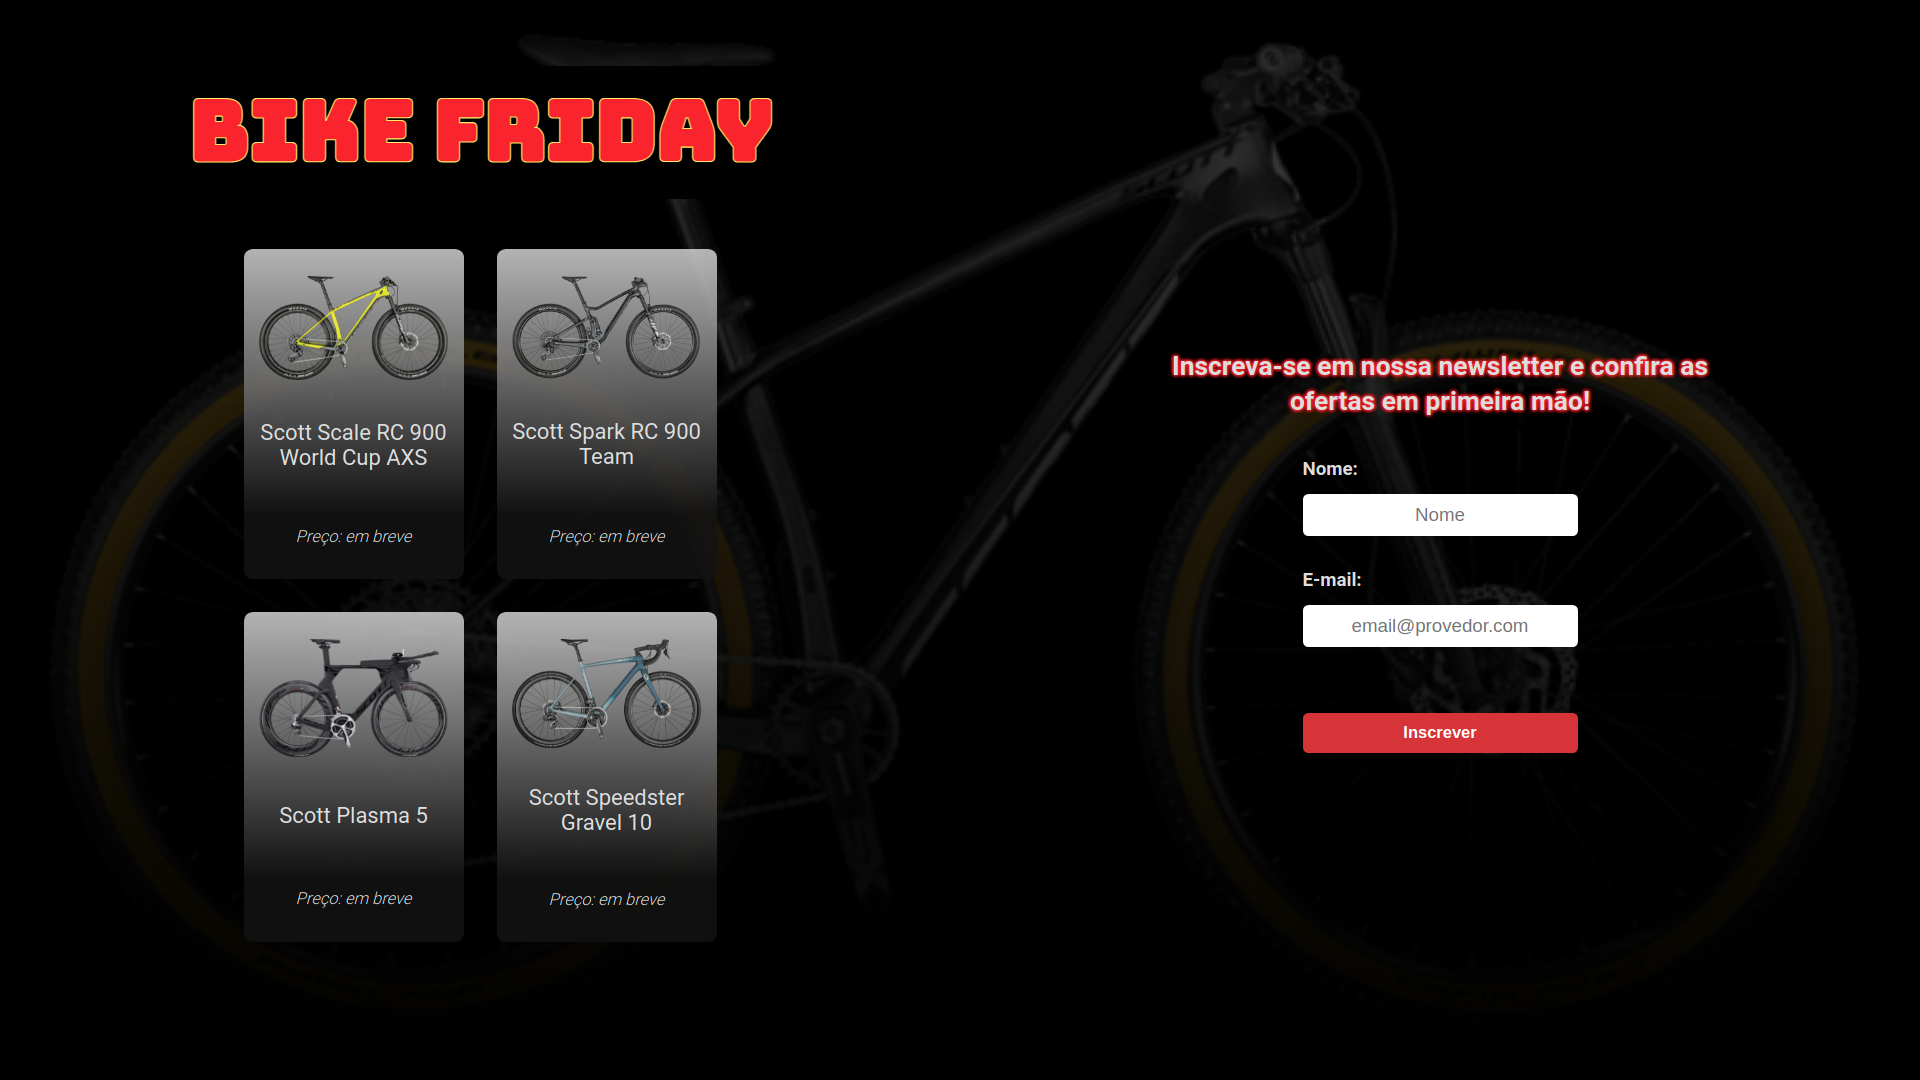 BIKE FRIDAY
SCOTT
Scott Scale RC 900
World Cup AXS
Preço: em breve
Scott Spark RC 900
Team
Preço: em breve
Scott Plasma 5
Preço: em breve
Scott Speedster
Gravel 10
Preço: em breve
Inscreva-se em nossa newsletter e confira as
ofertas em primeira mão!
Nome:
Nome
E-mail:
email@provedor.com
Inscrever